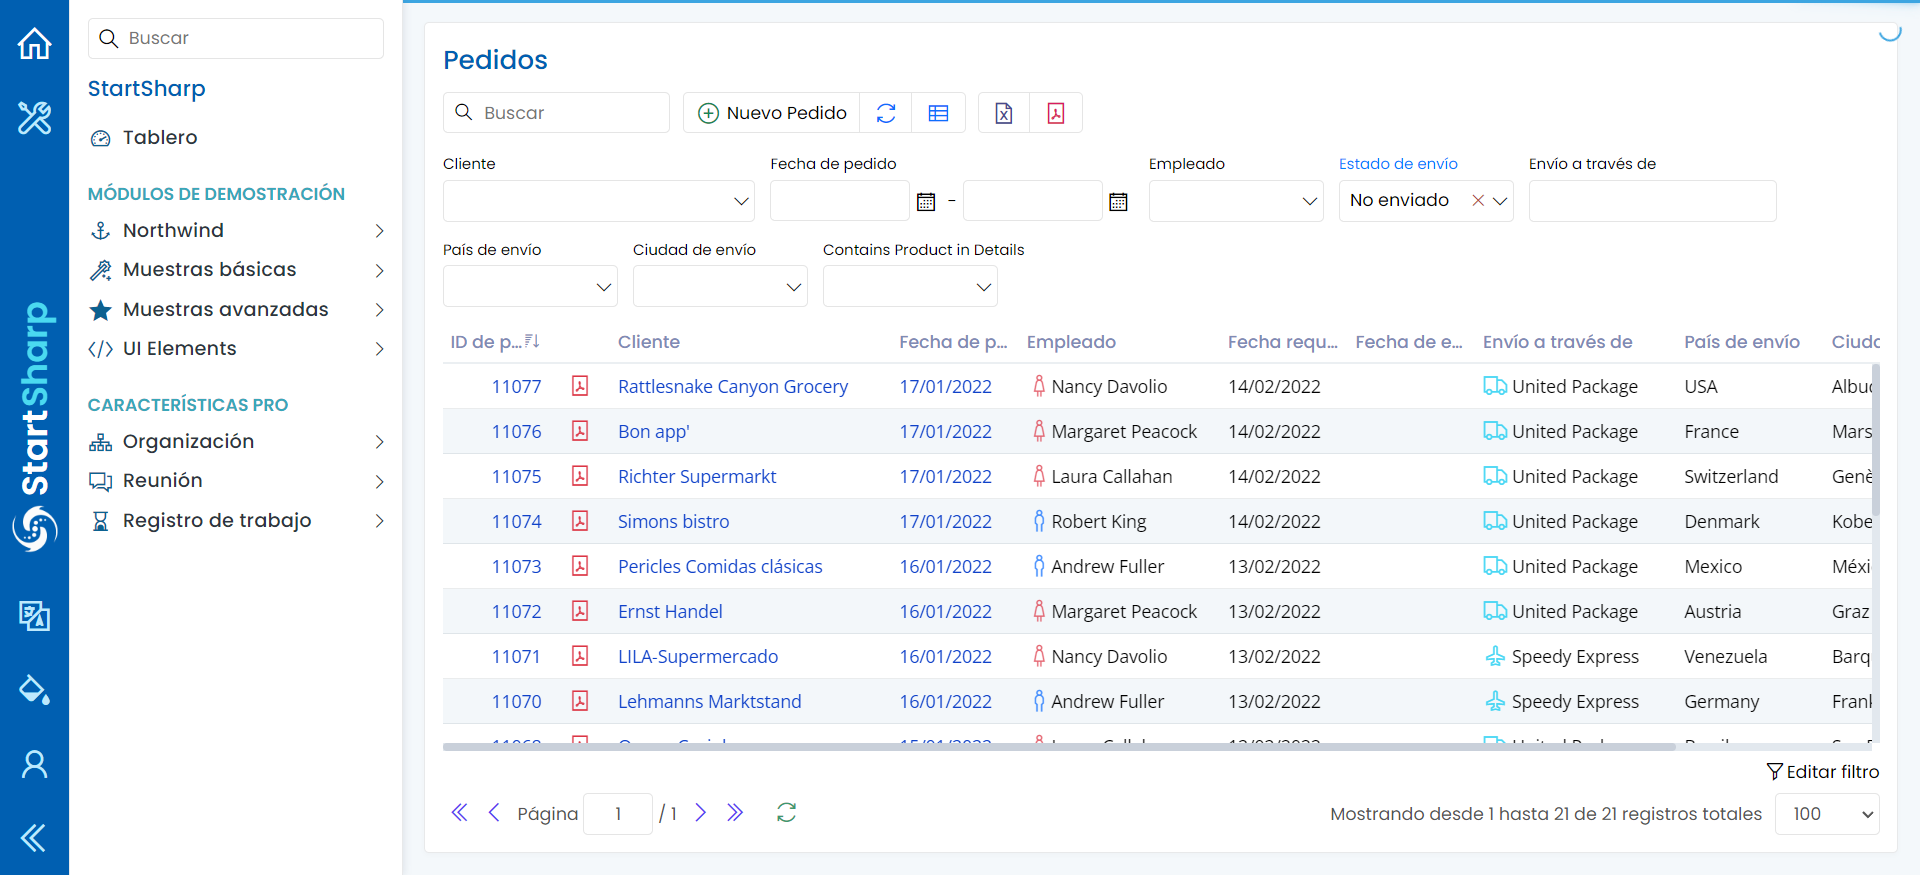 StartSharp
Buscar
StartSharp
Tablero
MÓDULOS DE DEMOSTRACIÓN
Northwind
Muestras básicas
Muestras avanzadas
UI Elements
CARACTERÍSTICAS PRO
Organización
Reunión
Registro de trabajo
Pedidos
Buscar
Nuevo Pedido
Cliente
Fecha de pedido
-
Empleado
Estado de envío
No enviado
Envío a través de
País de envío
Ciudad de envío
Contains Product in Details
ID de p... Cliente Fecha de p... Empleado Fecha requ... Fecha de e... Envío a través de País de envío Ciudc
11077 Rattlesnake Canyon Grocery 17/01/2022 Nancy Davolio 14/02/2022 United Package USA Albuc
11076 Bon app' 17/01/2022 Margaret Peacock 14/02/2022 United Package France Mars
11075 Richter Supermarkt 17/01/2022 Laura Callahan 14/02/2022 United Package Switzerland Genè
11074 Simons bistro 17/01/2022 Robert King 14/02/2022 United Package Denmark Kobe
11073 Pericles Comidas clásicas 16/01/2022 Andrew Fuller 13/02/2022 United Package Mexico Méxi
11072 Ernst Handel 16/01/2022 Margaret Peacock 13/02/2022 United Package Austria Graz
11071 LILA-Supermercado 16/01/2022 Nancy Davolio 13/02/2022 Speedy Express Venezuela Barq
11070 Lehmanns Marktstand 16/01/2022 Andrew Fuller 13/02/2022 Speedy Express Germany Frank
Editar filtro
Página 1 / 1
Mostrando desde 1 hasta 21 de 21 registros totales 100